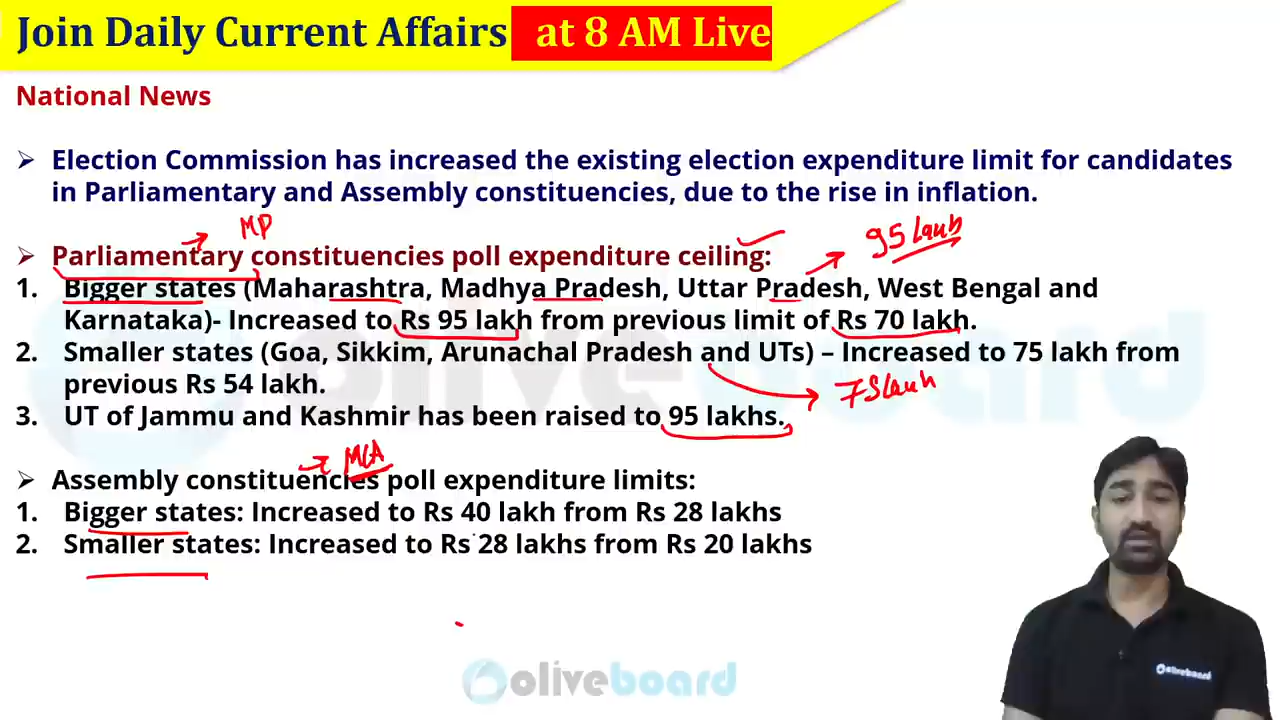 Join Daily Current Affairs at 8 AM Live
National News
➢ Election Commission has increased the existing election expenditure limit for candidates
in Parliamentary and Assembly constituencies, due to the rise in inflation.
MP
95 lakh
➢ Parliamentary constituencies poll expenditure ceiling:
1. Bigger states (Maharashtra, Madhya Pradesh, Uttar Pradesh, West Bengal and
Karnataka)- Increased to Rs 95 lakh from previous limit of Rs 70 lakh.
2. Smaller states (Goa, Sikkim, Arunachal Pradesh and UTs) – Increased to 75 lakh from
previous Rs 54 lakh.
75 lakh
3. UT of Jammu and Kashmir has been raised to 95 lakhs.
MLA
➢ Assembly constituencies poll expenditure limits:
1. Bigger states: Increased to Rs 40 lakh from Rs 28 lakhs
2. Smaller states: Increased to Rs 28 lakhs from Rs 20 lakhs
oliveboard
oliveboard
oliveboard